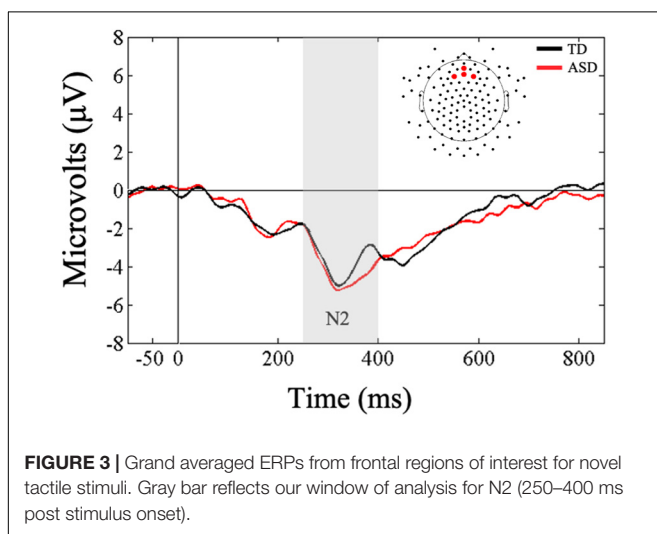 8
TD
6
ASD
4
2
0
-2
-4
-6
N2
-8
-50 0 200 400 600 800
Microvolts (μV)
Time (ms)
FIGURE 3 | Grand averaged ERPs from frontal regions of interest for novel
tactile stimuli. Gray bar reflects our window of analysis for N2 (250–400 ms
post stimulus onset).